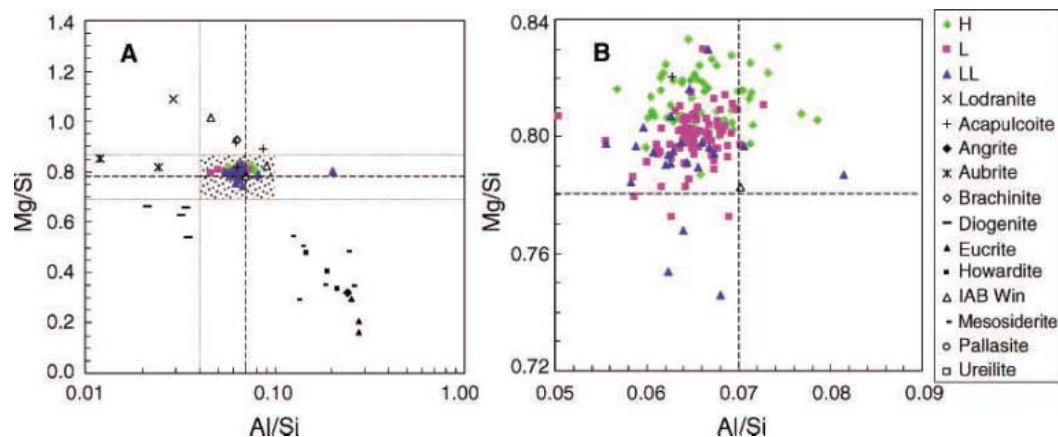 A
Mg/Si
1.4
1.2
1.0
0.8
0.6
0.4
0.2
0.0
0.01
0.10
1.00
Al/Si
B
Mg/Si
0.84
0.80
0.76
0.72
0.05
0.06
0.07
0.08
0.09
Al/Si
H
L
LL
Lodranite
Acapulcoite
Angrite
Aubrite
Brachinite
Diogenite
Eucrite
Howardite
IAB Win
Mesosiderite
Pallasite
Ureilite